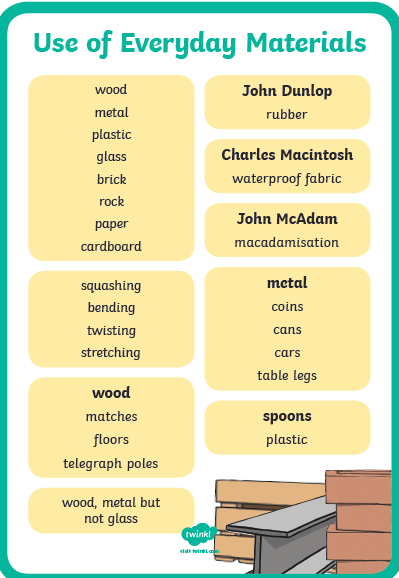 Use of Everyday Materials
wood
metal
plastic
glass
brick
rock
paper
cardboard
squashing
bending
twisting
stretching
wood
matches
floors
telegraph poles
wood, metal but
not glass
John Dunlop
rubber
Charles Macintosh
waterproof fabric
John McAdam
macadamisation
metal
coins
cans
cars
table legs
spoons
plastic
twinkl
visit twinkl.com